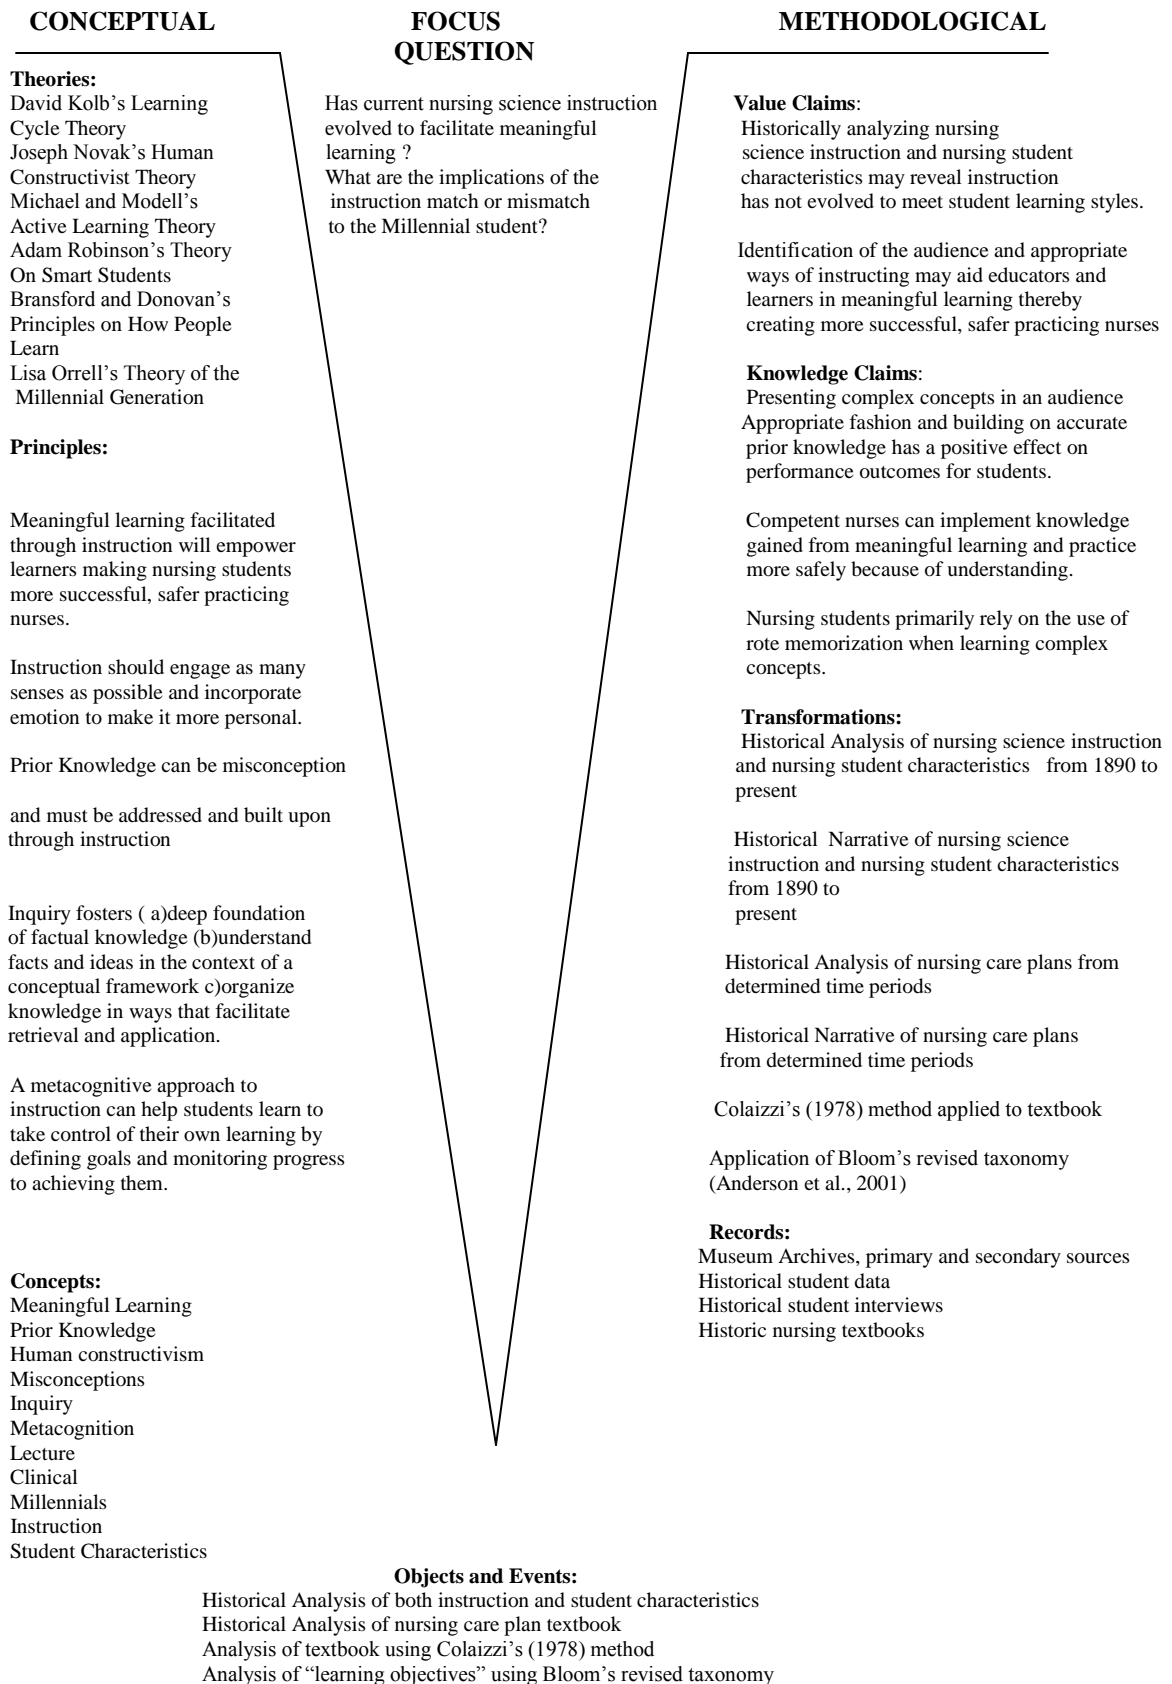 CONCEPTUAL
Theories:
David Kolb's Learning
Cycle Theory
Joseph Novak's Human
Constructivist Theory
Michael and Modell's
Active Learning Theory
Adam Robinson's Theory
On Smart Students
Bransford and Donovan's
Principles on How People
Learn
Lisa Orrell's Theory of the
Millennial Generation
Principles:
Meaningful learning facilitated
through instruction will empower
learners making nursing students
more successful, safer practicing
nurses.
Instruction should engage as many
senses as possible and incorporate
emotion to make it more personal.
Prior Knowledge can be misconception
and must be addressed and built upon
through instruction
Inquiry fosters ( a)deep foundation
of factual knowledge (b)understand
facts and ideas in the context of a
conceptual framework c)organize
knowledge in ways that facilitate
retrieval and application.
A metacognitive approach to
instruction can help students learn to
take control of their own learning by
defining goals and monitoring progress
to achieving them.
Concepts:
Meaningful Learning
Prior Knowledge
Human constructivism
Misconceptions
Inquiry
Metacognition
Lecture
Clinical
Millennials
Instruction
Student Characteristics
FOCUS
QUESTION
Has current nursing science instruction
evolved to facilitate meaningful
learning ?
What are the implications of the
instruction match or mismatch
to the Millennial student?
METHODOLOGICAL
Value Claims:
Historically analyzing nursing
science instruction and nursing student
characteristics may reveal instruction
has not evolved to meet student learning styles.
Identification of the audience and appropriate
ways of instructing may aid educators and
learners in meaningful learning thereby
creating more successful, safer practicing nurses
Knowledge Claims:
Presenting complex concepts in an audience
Appropriate fashion and building on accurate
prior knowledge has a positive effect on
performance outcomes for students.
Competent nurses can implement knowledge
gained from meaningful learning and practice
more safely because of understanding.
Nursing students primarily rely on the use of
rote memorization when learning complex
concepts.
Transformations:
Historical Analysis of nursing science instruction
and nursing student characteristics from 1890 to
present
Historical Narrative of nursing science
instruction and nursing student characteristics
from 1890 to
present
Historical Analysis of nursing care plans from
determined time periods
Historical Narrative of nursing care plans
from determined time periods
Colaizzi's (1978) method applied to textbook
Application of Bloom's revised taxonomy
(Anderson et al., 2001)
Records:
Museum Archives, primary and secondary sources
Historical student data
Historical student interviews
Historic nursing textbooks
Objects and Events:
Historical Analysis of both instruction and student characteristics
Historical Analysis of nursing care plan textbook
Analysis of textbook using Colaizzi's (1978) method
Analysis of "learning objectives" using Bloom's revised taxonomy